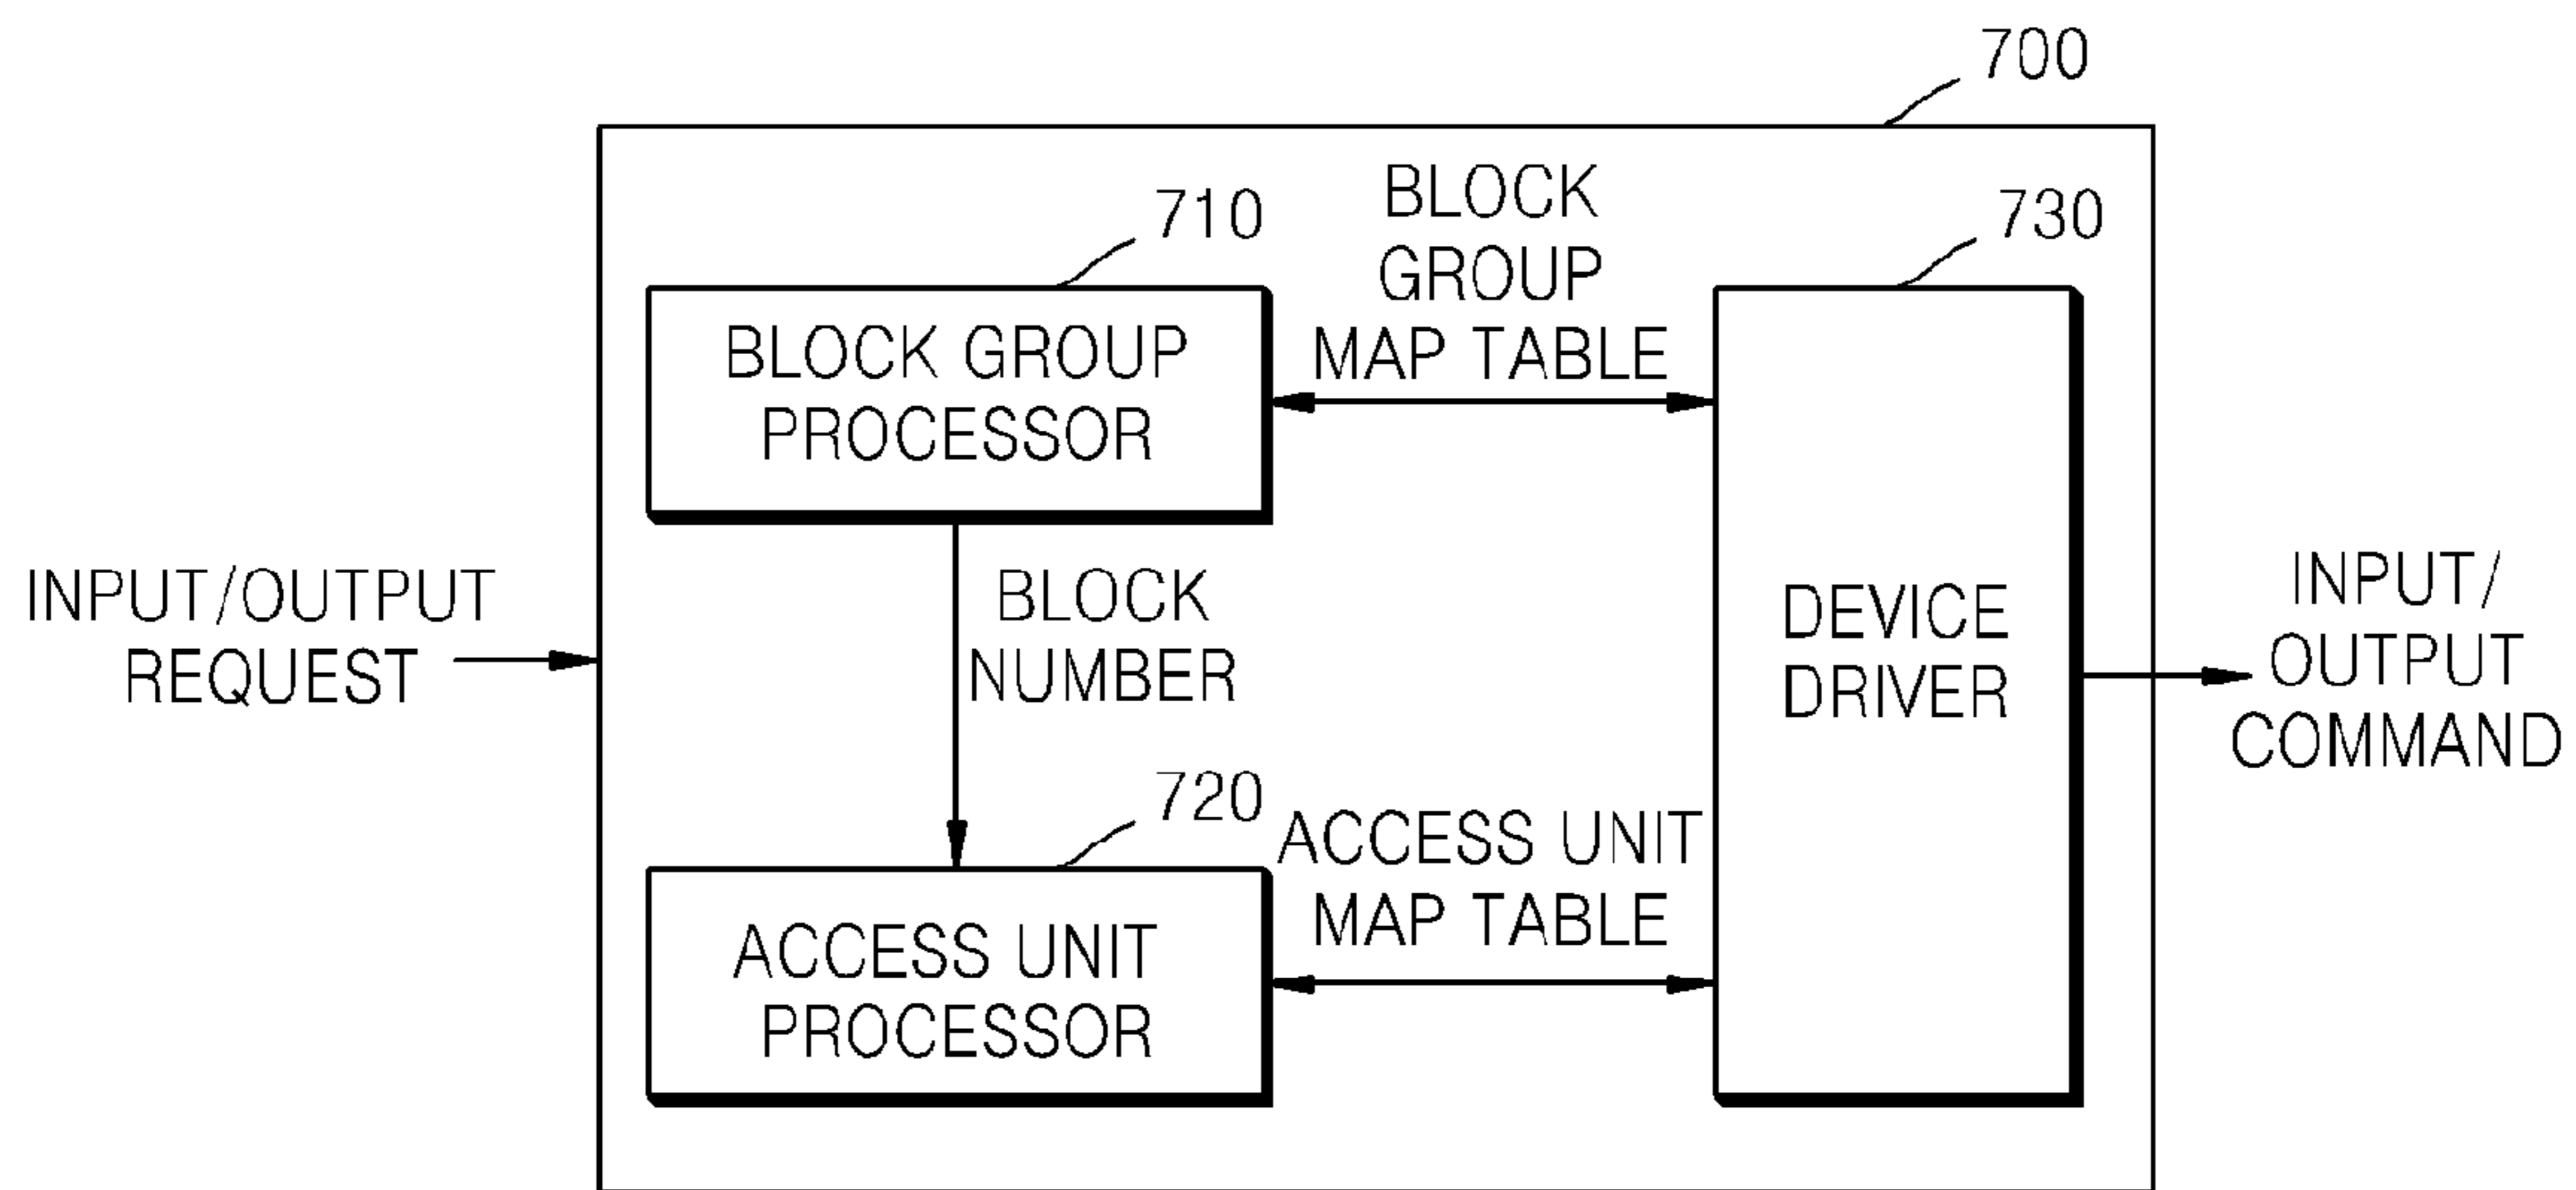 700
710
BLOCK
GROUP
MAP TABLE
730
BLOCK GROUP
PROCESSOR
INPUT/OUTPUT
REQUEST
BLOCK
NUMBER
DEVICE
DRIVER
INPUT/
OUTPUT
COMMAND
720
ACCESS UNIT
MAP TABLE
ACCESS UNIT
PROCESSOR